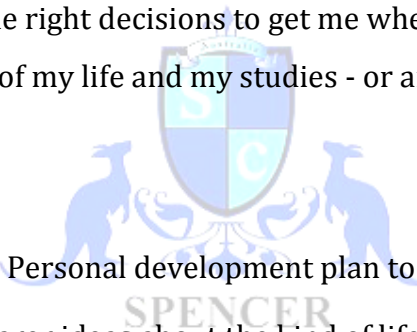 e right decisions to get me whe
of my life and my studies - or a
Australia
S
C
Personal development plan to
SPENCER
ideas about the kind of life